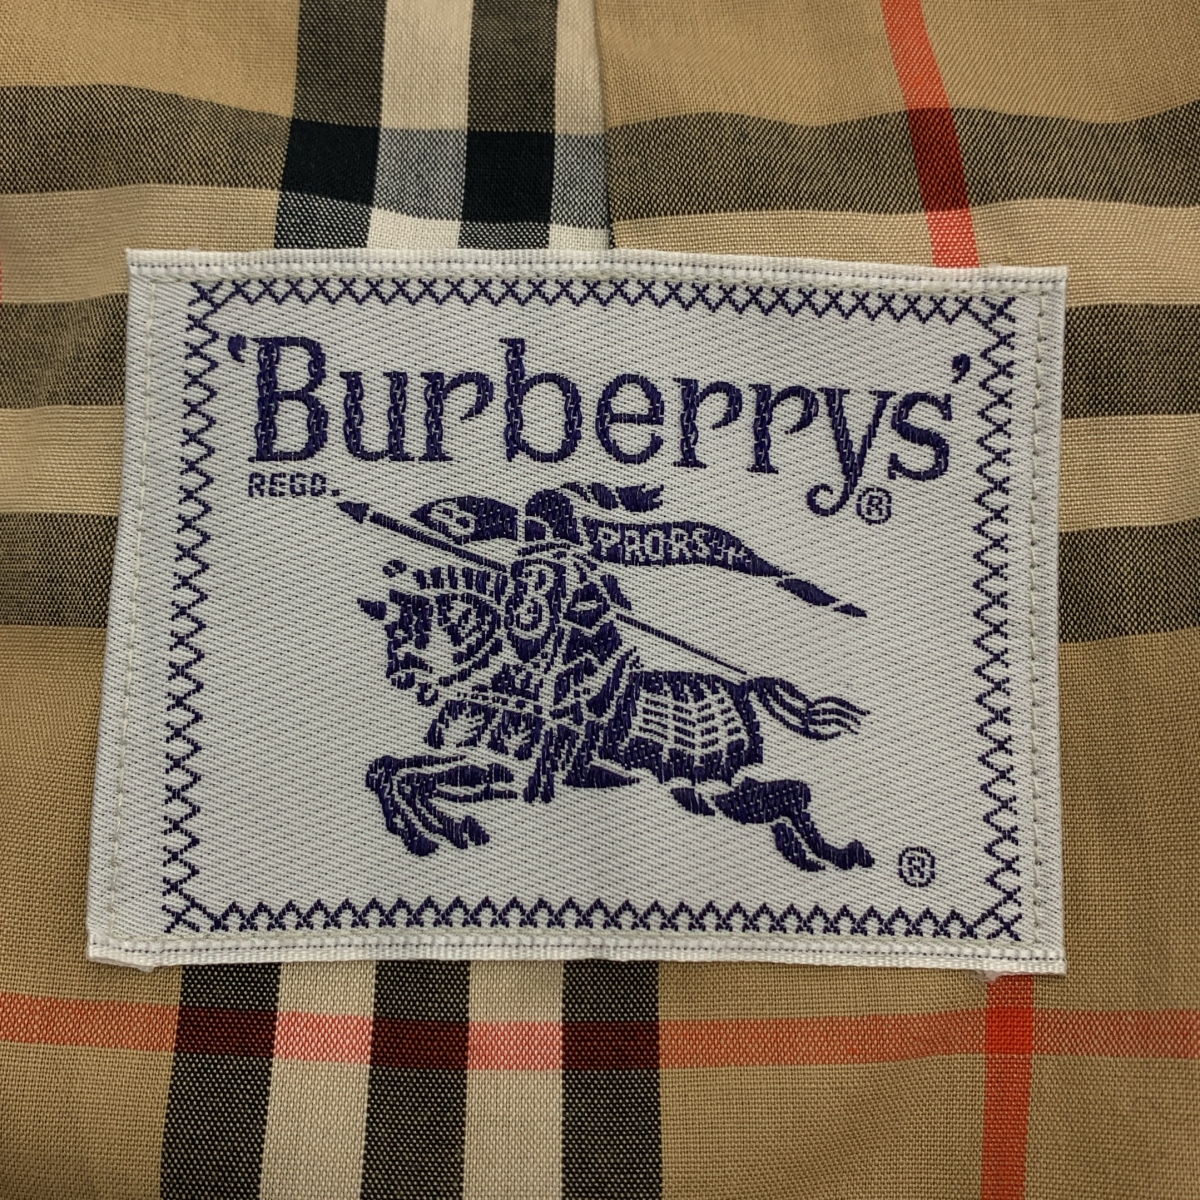 'Burberrys'
®
REGD.
PRORSUM
B
®